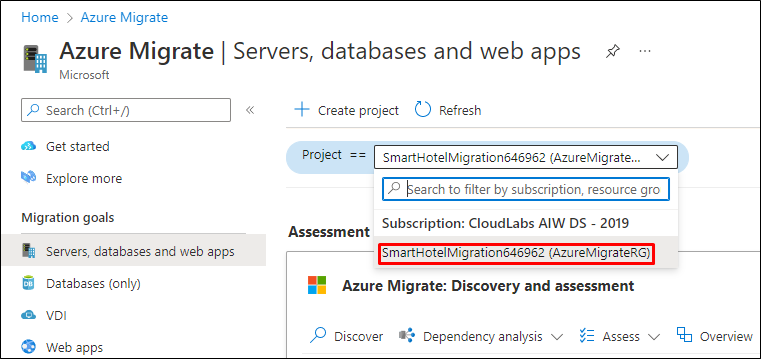 Home > Azure Migrate >
Azure Migrate | Servers, databases and web apps
Microsoft
Search (Ctrl+/)
Get started
Explore more
Migration goals
Servers, databases and web apps
Databases (only)
VDI
Web apps
Create project
Refresh
Project == SmartHotelMigration646962 (AzureMigrate...
Search to filter by subscription, resource gro
Subscription: CloudLabs AIW DS - 2019
SmartHotelMigration646962 (AzureMigrateRG)
Assessment
Azure Migrate: Discovery and assessment
Discover
Dependency analysis
Assess
Overview